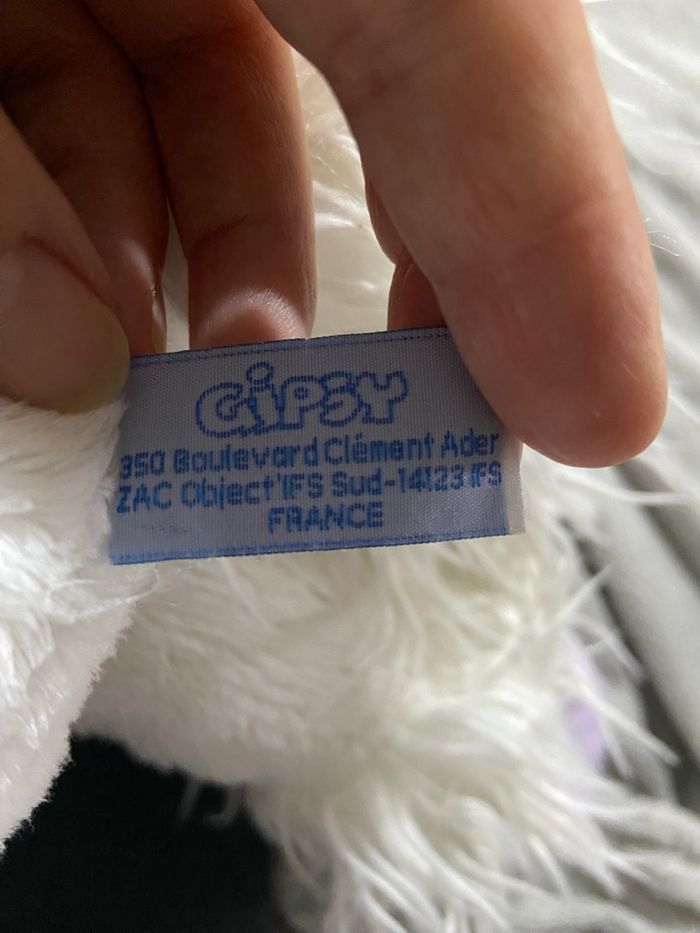 GiPSY
350 Boulevard Clément Ader
ZAC Object'IFS Sud-14123 IFS
FRANCE